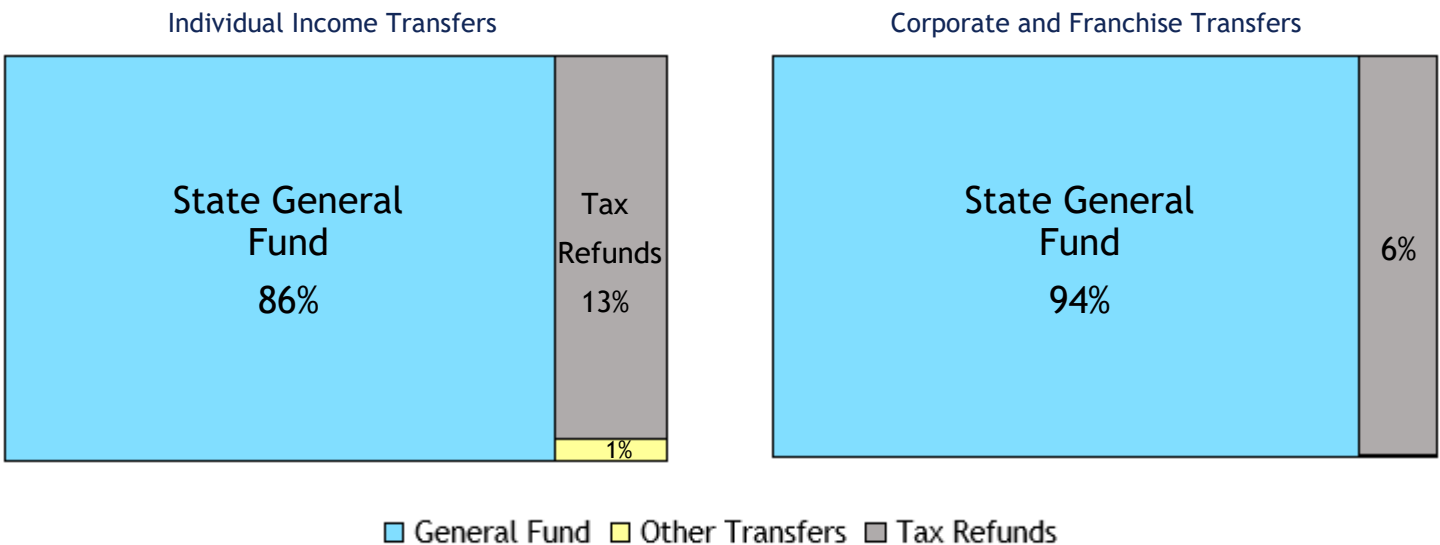 Individual Income Transfers
Corporate and Franchise Transfers
State General
Fund
86%
Tax
Refunds
13%
1%
State General
Fund
94%
6%
General Fund Other Transfers Tax Refunds